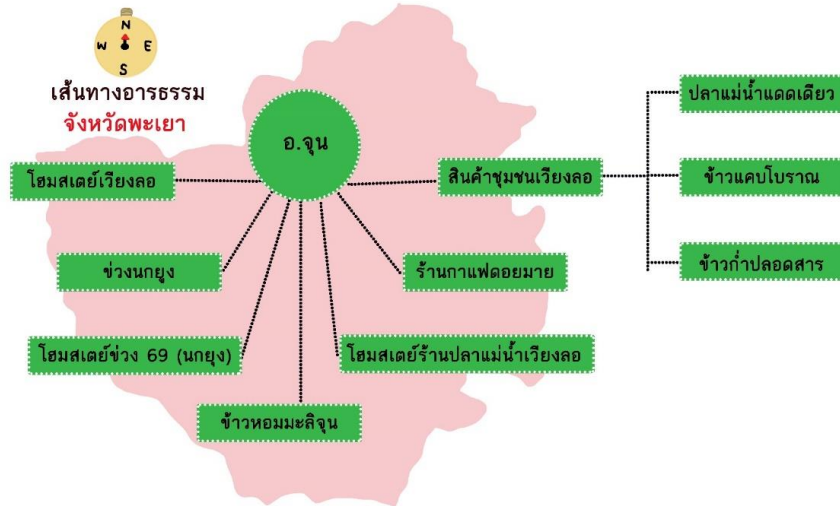 N
W E
S
เส้นทางอารธรรม
จังหวัดพะเยา
อ.จุน
โฮมสเตย์เวียงลอ
สินค้าชุมชนเวียงลอ
ปลาแม่น้ำแดดเดียว
ข้าวแคบโบราณ
ข้าวก่ำปลอดสาร
ข่วงนกยูง
ร้านกาแฟดอยมาย
โฮมสเตย์ข่วง 69 (นกยุง)
โฮมสเตย์ร้านปลาแม่น้ำเวียงลอ
ข้าวหอมมะลิจุน